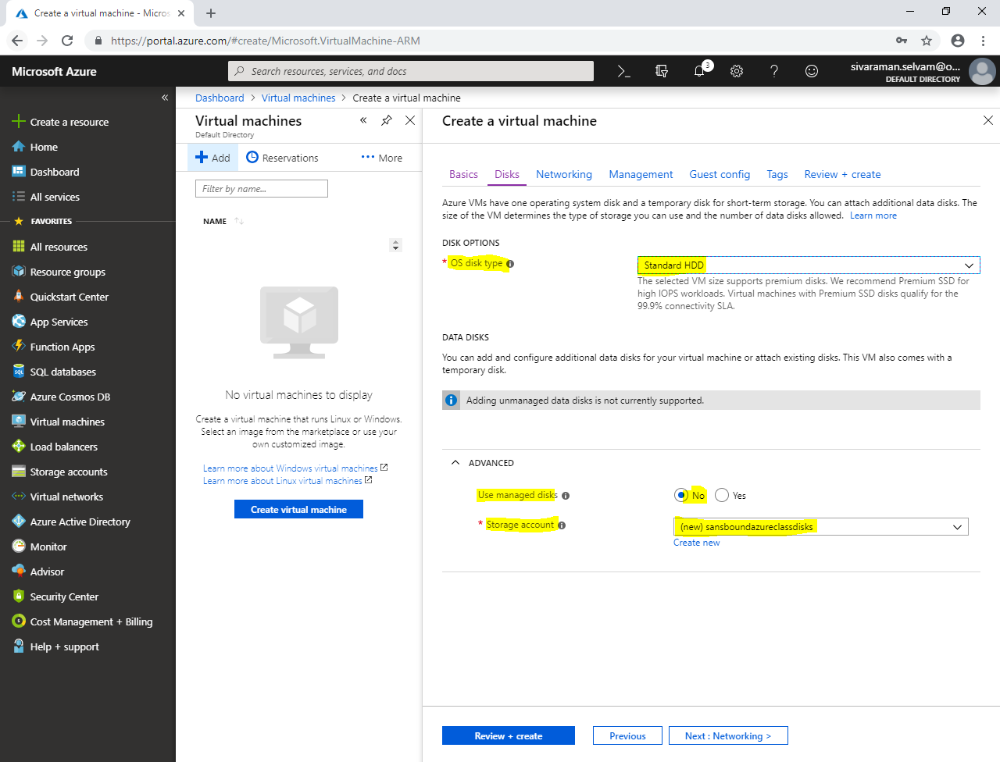 Create a virtual machine - Micros
https://portal.azure.com/#create/Microsoft.VirtualMachine-ARM
Microsoft Azure
Search resources, services, and docs
3
sivaraman.selvam@o...
DEFAULT DIRECTORY
Create a resource
Home
Dashboard
All services
FAVORITES
All resources
Resource groups
Quickstart Center
App Services
Function Apps
SQL databases
Azure Cosmos DB
Virtual machines
Load balancers
Storage accounts
Virtual networks
Azure Active Directory
Monitor
Advisor
Security Center
Cost Management + Billing
Help + support
Dashboard > Virtual machines > Create a virtual machine
Virtual machines
Default Directory
Add
Reservations
More
Filter by name...
NAME
No virtual machines to display
Create a virtual machine that runs Linux or Windows.
Select an image from the marketplace or use your
own customized image.
Learn more about Windows virtual machines
Learn more about Linux virtual machines
Create virtual machine
Create a virtual machine
Basics Disks Networking Management Guest config Tags Review + create
Azure VMs have one operating system disk and a temporary disk for short-term storage. You can attach additional data disks. The
size of the VM determines the type of storage you can use and the number of data disks allowed. Learn more
DISK OPTIONS
* OS disk type
Standard HDD
The selected VM size supports premium disks. We recommend Premium SSD for
high IOPS workloads. Virtual machines with Premium SSD disks qualify for the
99.9% connectivity SLA.
DATA DISKS
You can add and configure additional data disks for your virtual machine or attach existing disks. This VM also comes with a
temporary disk.
Adding unmanaged data disks is not currently supported.
ADVANCED
Use managed disks
No Yes
* Storage account
(new) sansboundazureclassdisks
Create new
Review + create
Previous
Next : Networking >